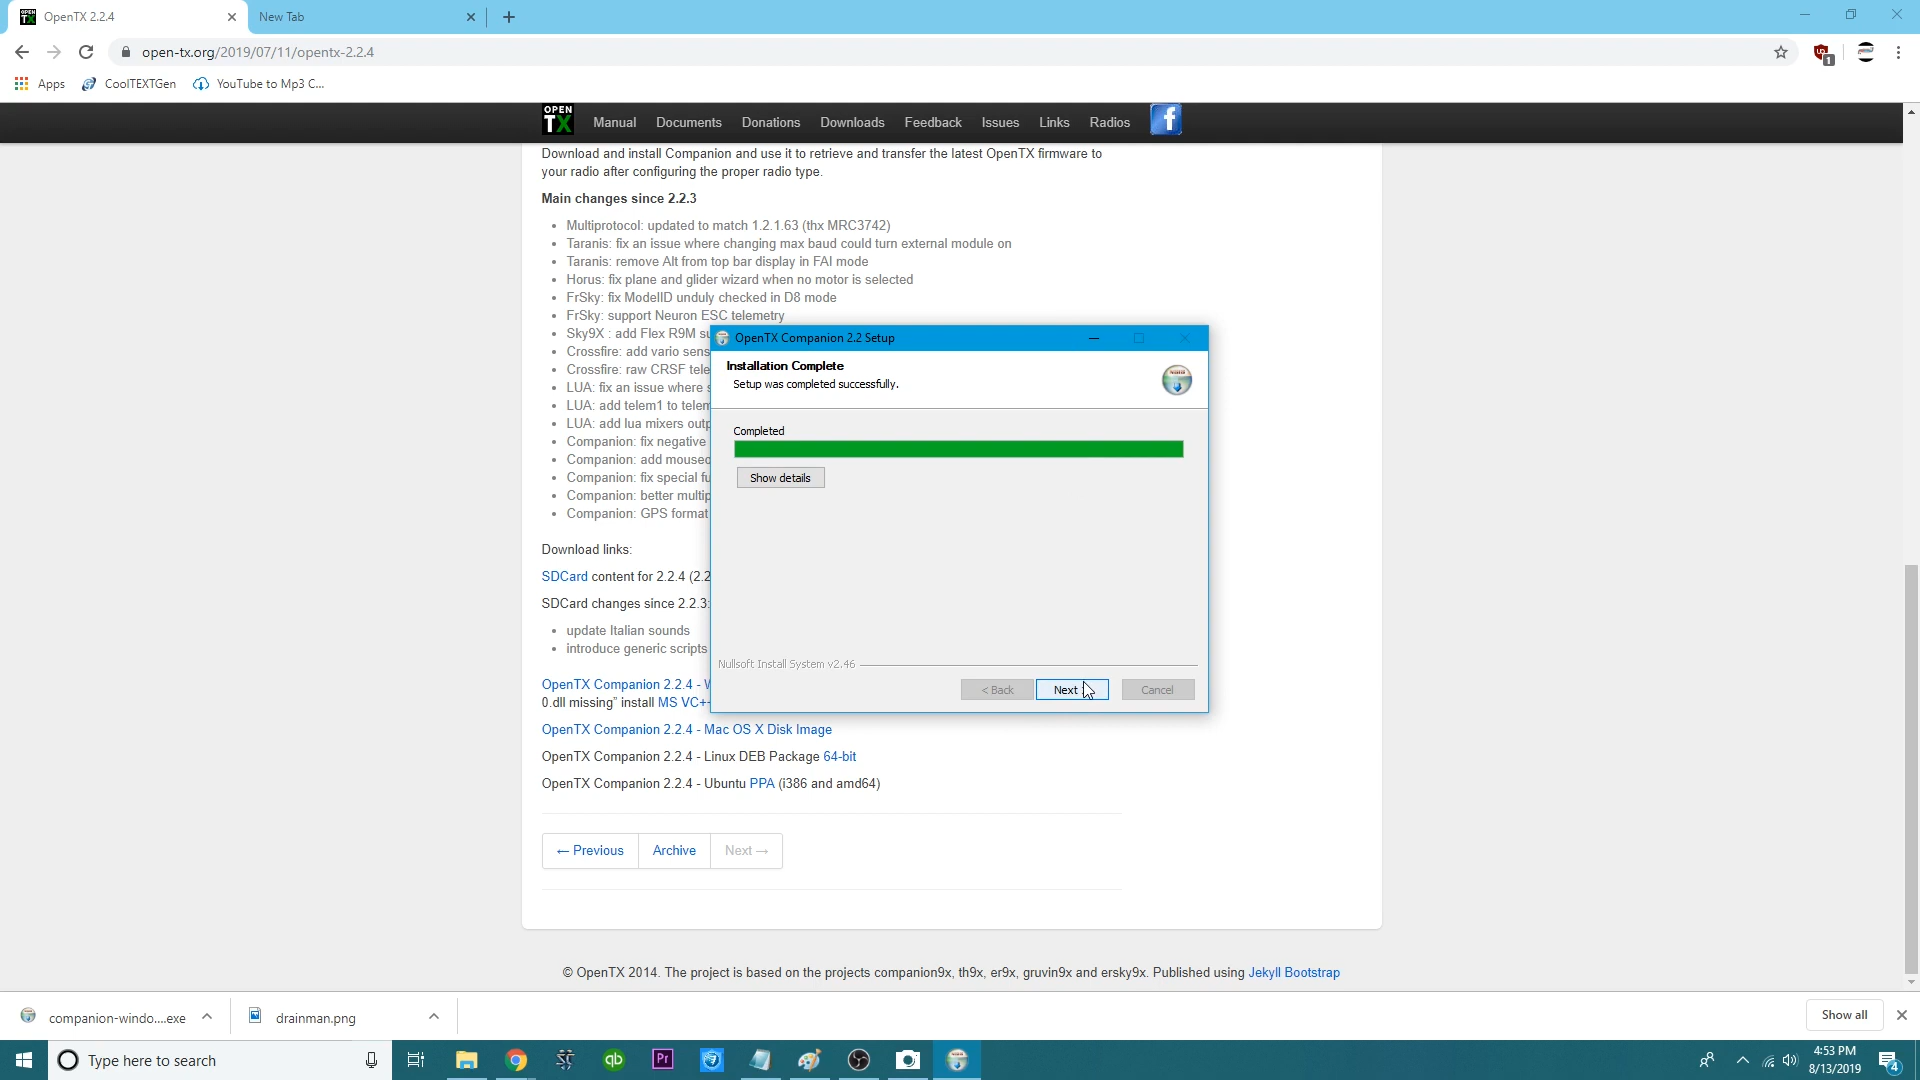 OpenTX 2.2.4
New Tab
open-tx.org/2019/07/11/opentx-2.2.4
1
Apps
CoolTEXTGen
YouTube to Mp3 C...
OPEN
TX
Manual
Documents
Donations
Downloads
Feedback
Issues
Links
Radios
Download and install Companion and use it to retrieve and transfer the latest OpenTX firmware to
your radio after configuring the proper radio type.
Main changes since 2.2.3
Multiprotocol: updated to match 1.2.1.63 (thx MRC3742)
Taranis: fix an issue where changing max baud could turn external module on
Taranis: remove Alt from top bar display in FAI mode
Horus: fix plane and glider wizard when no motor is selected
FrSky: fix ModelID unduly checked in D8 mode
FrSky: support Neuron ESC telemetry
Sky9X : add Flex R9M su
Crossfire: add vario sens
Crossfire: raw CRSF tele
LUA: fix an issue where s
LUA: add telem1 to telem
LUA: add lua mixers outp
Companion: fix negative
Companion: add mouseo
Companion: fix special fu
Companion: better multip
Companion: GPS format
Download links:
SDCard content for 2.2.4 (2.2
SDCard changes since 2.2.3:
update Italian sounds
introduce generic scripts
OpenTX Companion 2.2.4 - W
0.dll missing" install MS VC++
OpenTX Companion 2.2.4 - Mac OS X Disk Image
OpenTX Companion 2.2.4 - Linux DEB Package 64-bit
OpenTX Companion 2.2.4 - Ubuntu PPA (i386 and amd64)
← Previous
Archive
Next →
© OpenTX 2014. The project is based on the projects companion9x, th9x, er9x, gruvin9x and ersky9x. Published using Jekyll Bootstrap
OpenTX Companion 2.2 Setup
Installation Complete
Setup was completed successfully.
Completed
Show details
Nullsoft Install System v2.46
< Back
Next
Cancel
companion-windo....exe
drainman.png
Show all
Type here to search
qb
Pr
4:53 PM
8/13/2019
4